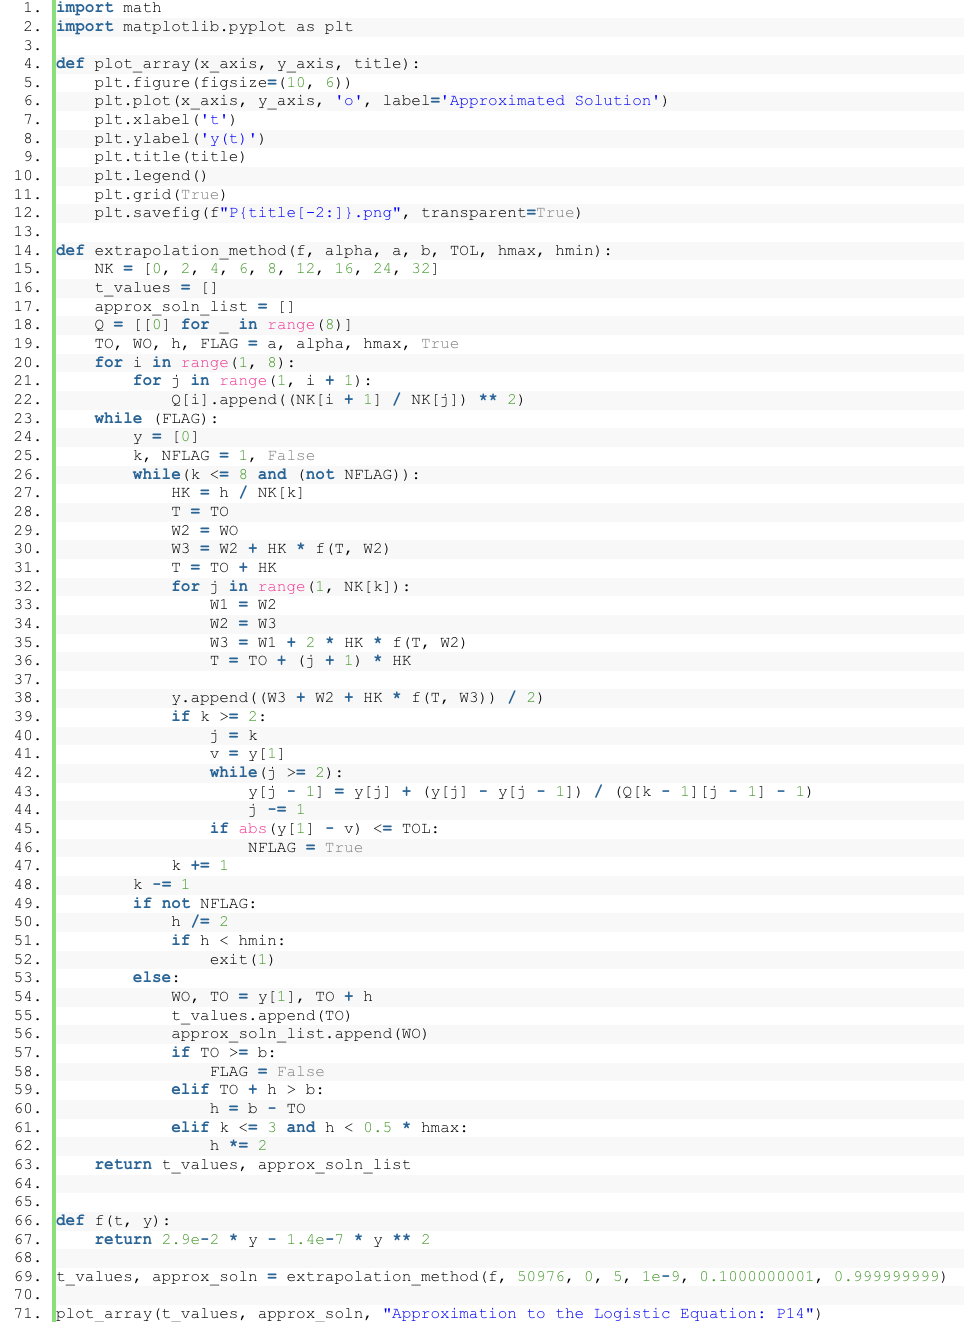 1. import math
2. import matplotlib.pyplot as plt
3.
4. def plot_array(x_axis, y_axis, title):
5.     plt.figure(figsize=(10, 6))
6.     plt.plot(x_axis, y_axis, 'o', label='Approximated Solution')
7.     plt.xlabel('t')
8.     plt.ylabel('y(t)')
9.     plt.title(title)
10.     plt.legend()
11.     plt.grid(True)
12.     plt.savefig(f"P{title[-2:]}.png", transparent=True)
13.
14. def extrapolation_method(f, alpha, a, b, TOL, hmax, hmin):
15.     NK = [0, 2, 4, 6, 8, 12, 16, 24, 32]
16.     t_values = []
17.     approx_soln_list = []
18.     Q = [[0] for _ in range(8)]
19.     TO, WO, h, FLAG = a, alpha, hmax, True
20.     for i in range(1, 8):
21.         for j in range(1, i + 1):
22.             Q[i].append((NK[i + 1] / NK[j]) ** 2)
23.     while (FLAG):
24.         y = [0]
25.         k, NFLAG = 1, False
26.         while(k <= 8 and (not NFLAG)):
27.             HK = h / NK[k]
28.             T = TO
29.             W2 = WO
30.             W3 = W2 + HK * f(T, W2)
31.             T = TO + HK
32.             for j in range(1, NK[k]):
33.                 W1 = W2
34.                 W2 = W3
35.                 W3 = W1 + 2 * HK * f(T, W2)
36.                 T = TO + (j + 1) * HK
37.
38.             y.append((W3 + W2 + HK * f(T, W3)) / 2)
39.             if k >= 2:
40.                 j = k
41.                 v = y[1]
42.                 while(j >= 2):
43.                     y[j - 1] = y[j] + (y[j] - y[j - 1]) / (Q[k - 1][j - 1] - 1)
44.                     j -= 1
45.                 if abs(y[1] - v) <= TOL:
46.                     NFLAG = True
47.             k += 1
48.         k -= 1
49.         if not NFLAG:
50.             h /= 2
51.             if h < hmin:
52.                 exit(1)
53.         else:
54.             WO, TO = y[1], TO + h
55.             t_values.append(TO)
56.             approx_soln_list.append(WO)
57.             if TO >= b:
58.                 FLAG = False
59.             elif TO + h > b:
60.                 h = b - TO
61.             elif k <= 3 and h < 0.5 * hmax:
62.                 h *= 2
63.     return t_values, approx_soln_list
64.
65.
66. def f(t, y):
67.     return 2.9e-2 * y - 1.4e-7 * y ** 2
68.
69. t_values, approx_soln = extrapolation_method(f, 50976, 0, 5, 1e-9, 0.1000000001, 0.999999999)
70.
71. plot_array(t_values, approx_soln, "Approximation to the Logistic Equation: P14")